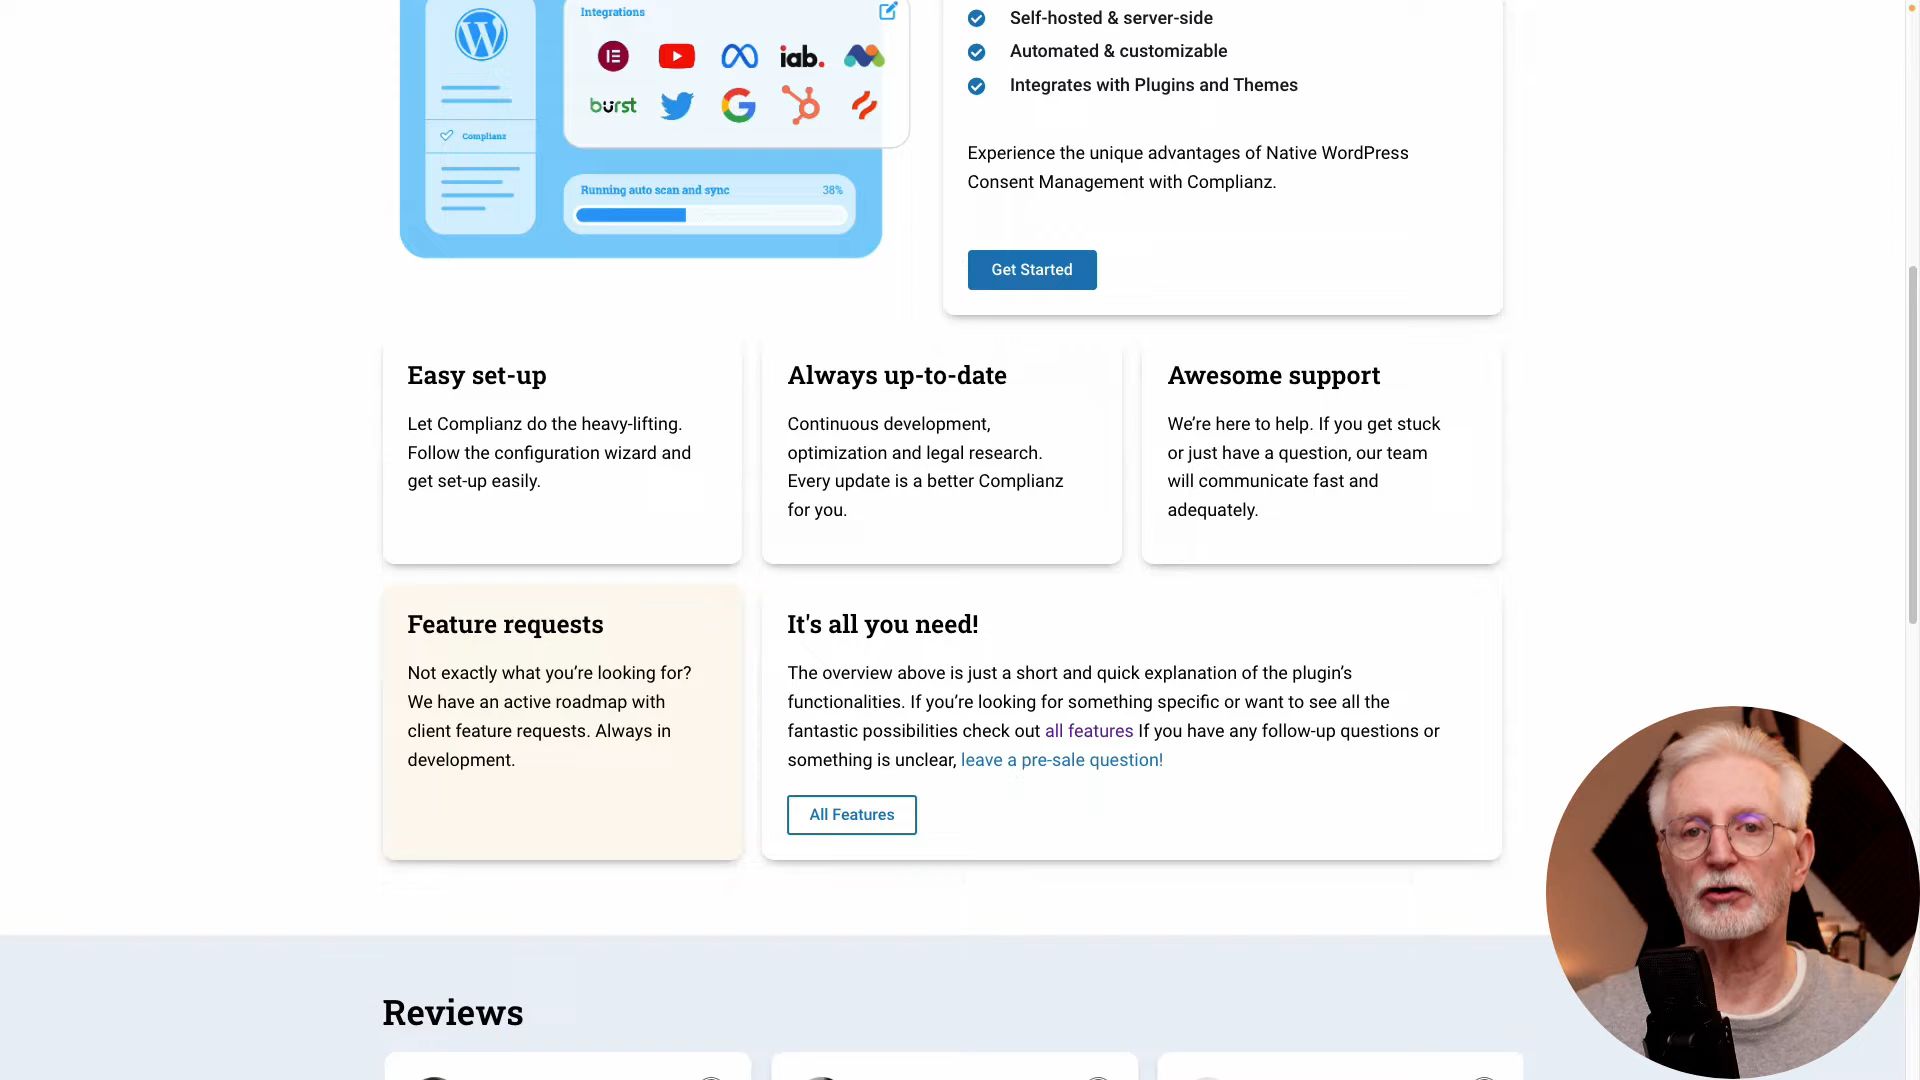 Integrations
iab.
burst
Complianz
Running auto scan and sync 38%
Self-hosted & server-side
Automated & customizable
Integrates with Plugins and Themes
Experience the unique advantages of Native WordPress
Consent Management with Complianz.
Get Started
Easy set-up
Let Complianz do the heavy-lifting.
Follow the configuration wizard and
get set-up easily.
Always up-to-date
Continuous development,
optimization and legal research.
Every update is a better Complianz
for you.
Awesome support
We’re here to help. If you get stuck
or just have a question, our team
will communicate fast and
adequately.
Feature requests
Not exactly what you’re looking for?
We have an active roadmap with
client feature requests. Always in
development.
It's all you need!
The overview above is just a short and quick explanation of the plugin’s
functionalities. If you’re looking for something specific or want to see all the
fantastic possibilities check out all features If you have any follow-up questions or
something is unclear, leave a pre-sale question!
All Features
Reviews